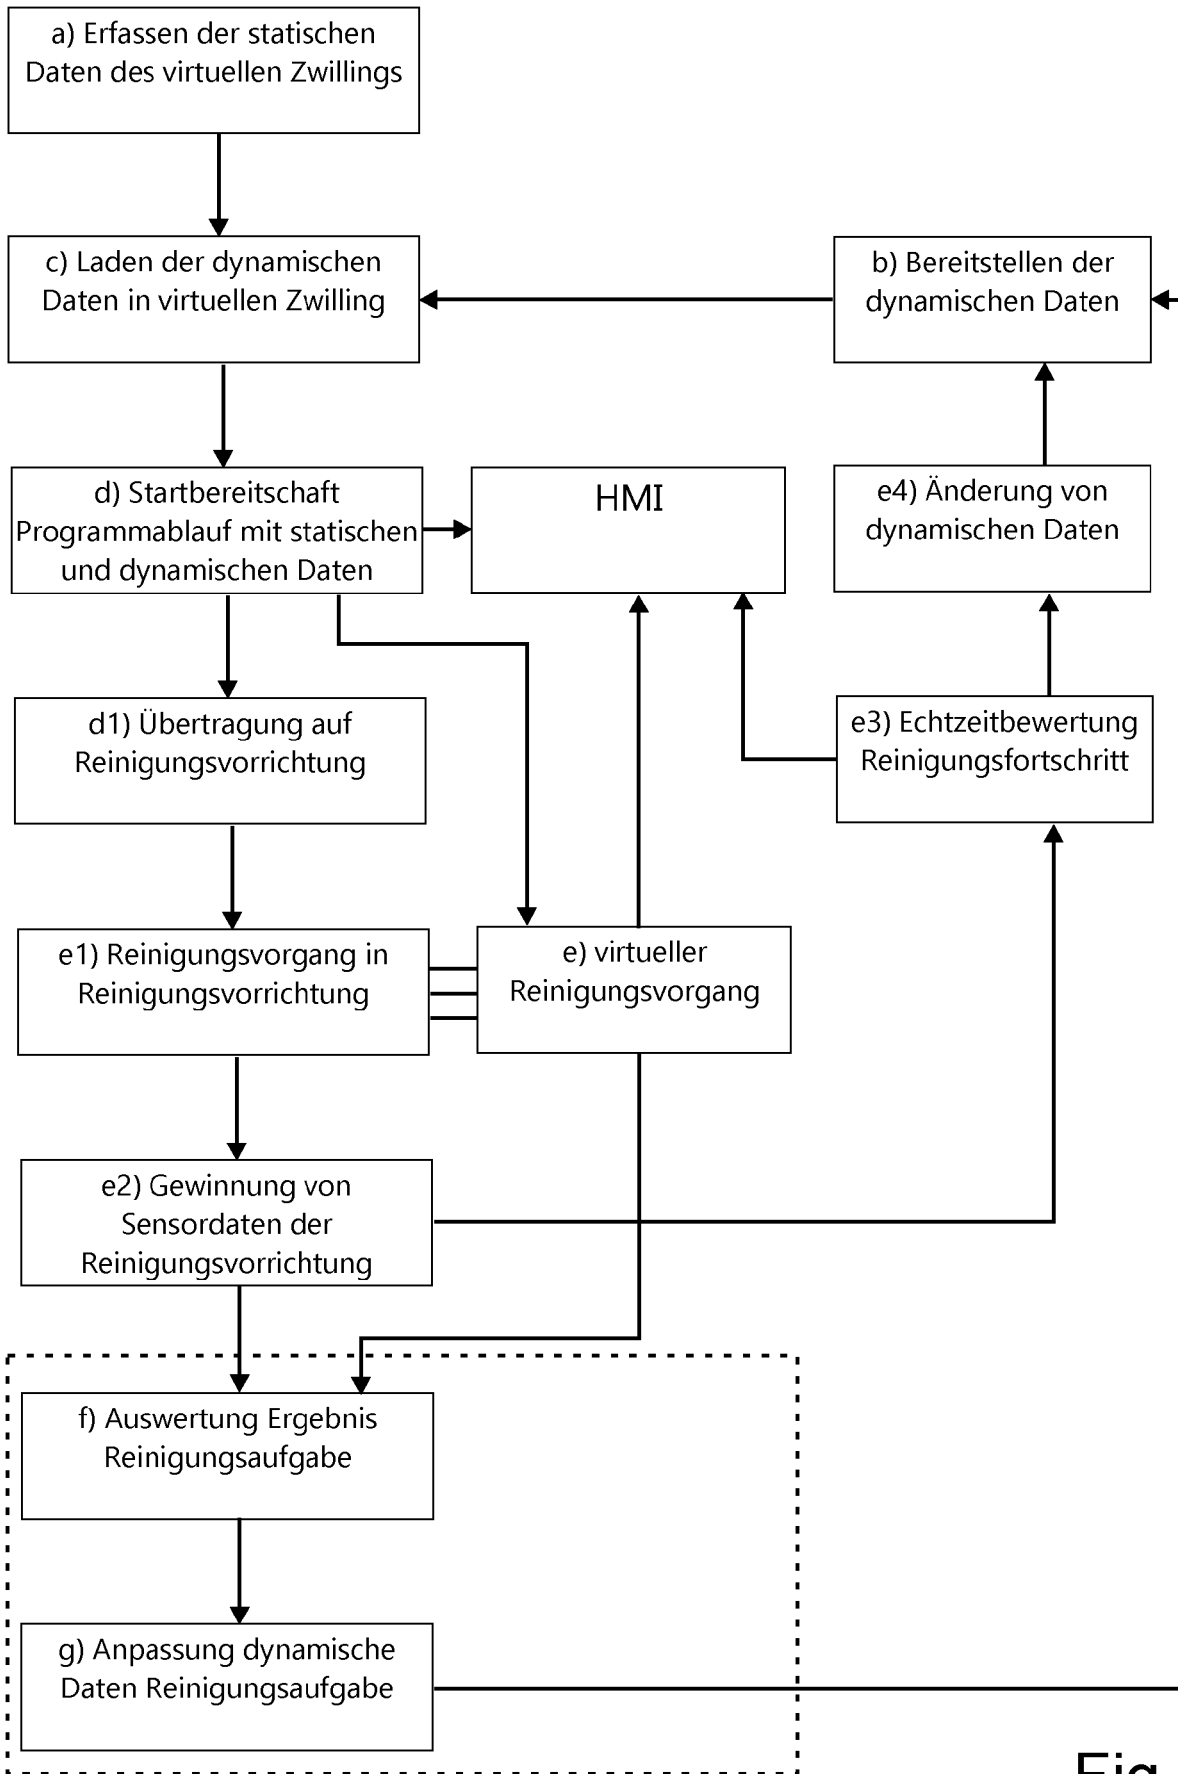 a) Erfassen der statischen
Daten des virtuellen Zwillings
c) Laden der dynamischen
Daten in virtuellen Zwilling
b) Bereitstellen der
dynamischen Daten
d) Startbereitschaft
Programmablauf mit statischen
und dynamischen Daten
HMI
e4) Änderung von
dynamischen Daten
d1) Übertragung auf
Reinigungsvorrichtung
e3) Echtzeitbewertung
Reinigungsfortschritt
e1) Reinigungsvorgang in
Reinigungsvorrichtung
e) virtueller
Reinigungsvorgang
e2) Gewinnung von
Sensordaten der
Reinigungsvorrichtung
f) Auswertung Ergebnis
Reinigungsaufgabe
g) Anpassung dynamische
Daten Reinigungsaufgabe